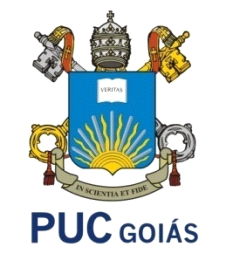 VERITAS
IN SCIENTIA ET FIDE
PUC GOIÁS